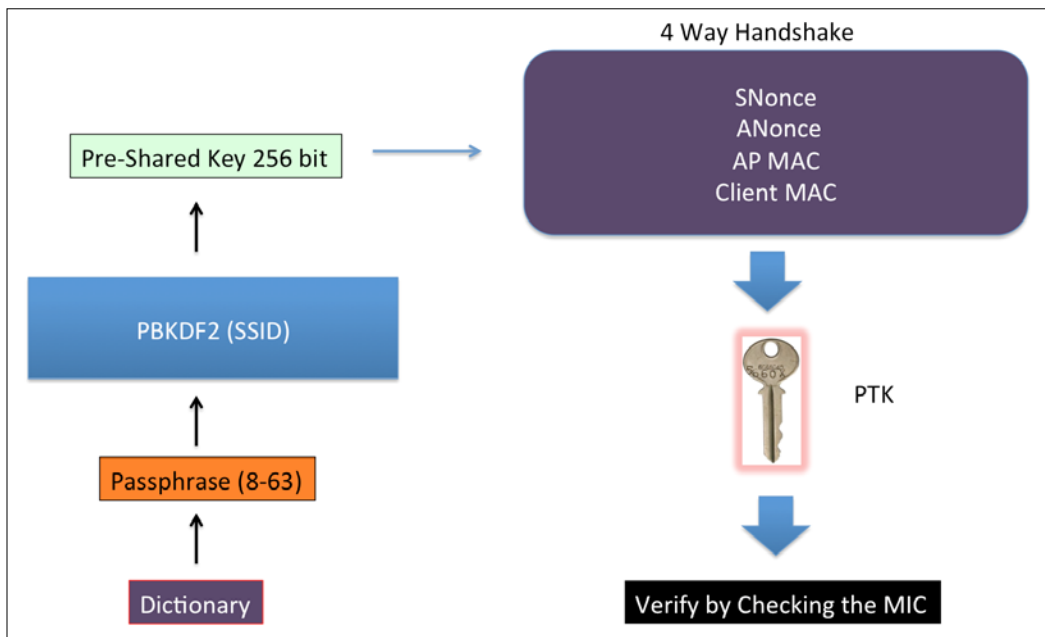 4 Way Handshake
SNonce
ANonce
AP MAC
Client MAC
Pre-Shared Key 256 bit
PBKDF2 (SSID)
Passphrase (8-63)
Dictionary
PTK
Verify by Checking the MIC